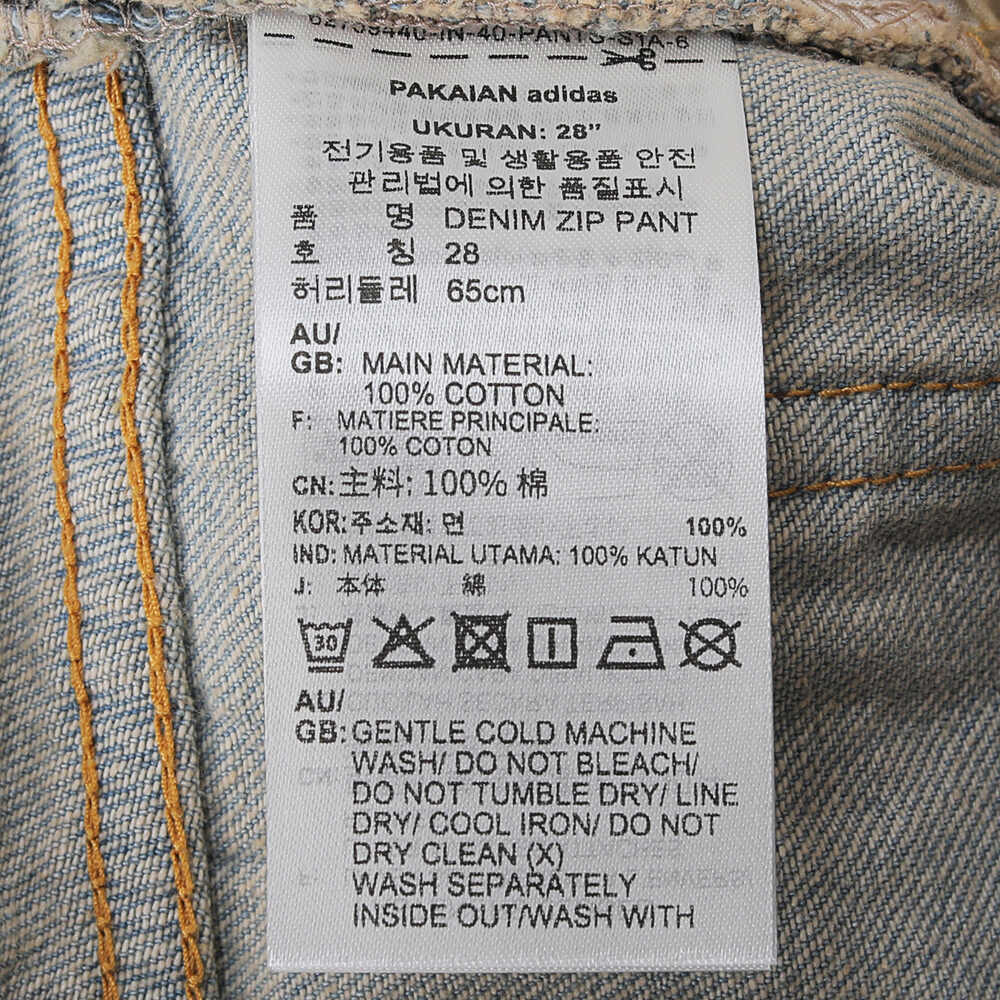 PAKAIAN adidas
UKURAN: 28”
전기용품 및 생활용품 안전
관리법에 의한 품질표시
품 명 DENIM ZIP PANT
호 칭 28
허리둘레 65cm
AU/
GB: MAIN MATERIAL:
100% COTTON
F: MATIERE PRINCIPALE:
100% COTON
CN: 主料: 100% 棉
KOR: 주소재: 면 100%
IND: MATERIAL UTAMA: 100% KATUN
J: 本体 綿 100%
30
AU/
GB: GENTLE COLD MACHINE
WASH/ DO NOT BLEACH/
DO NOT TUMBLE DRY/ LINE
DRY/ COOL IRON/ DO NOT
DRY CLEAN (X)
WASH SEPARATELY
INSIDE OUT/WASH WITH